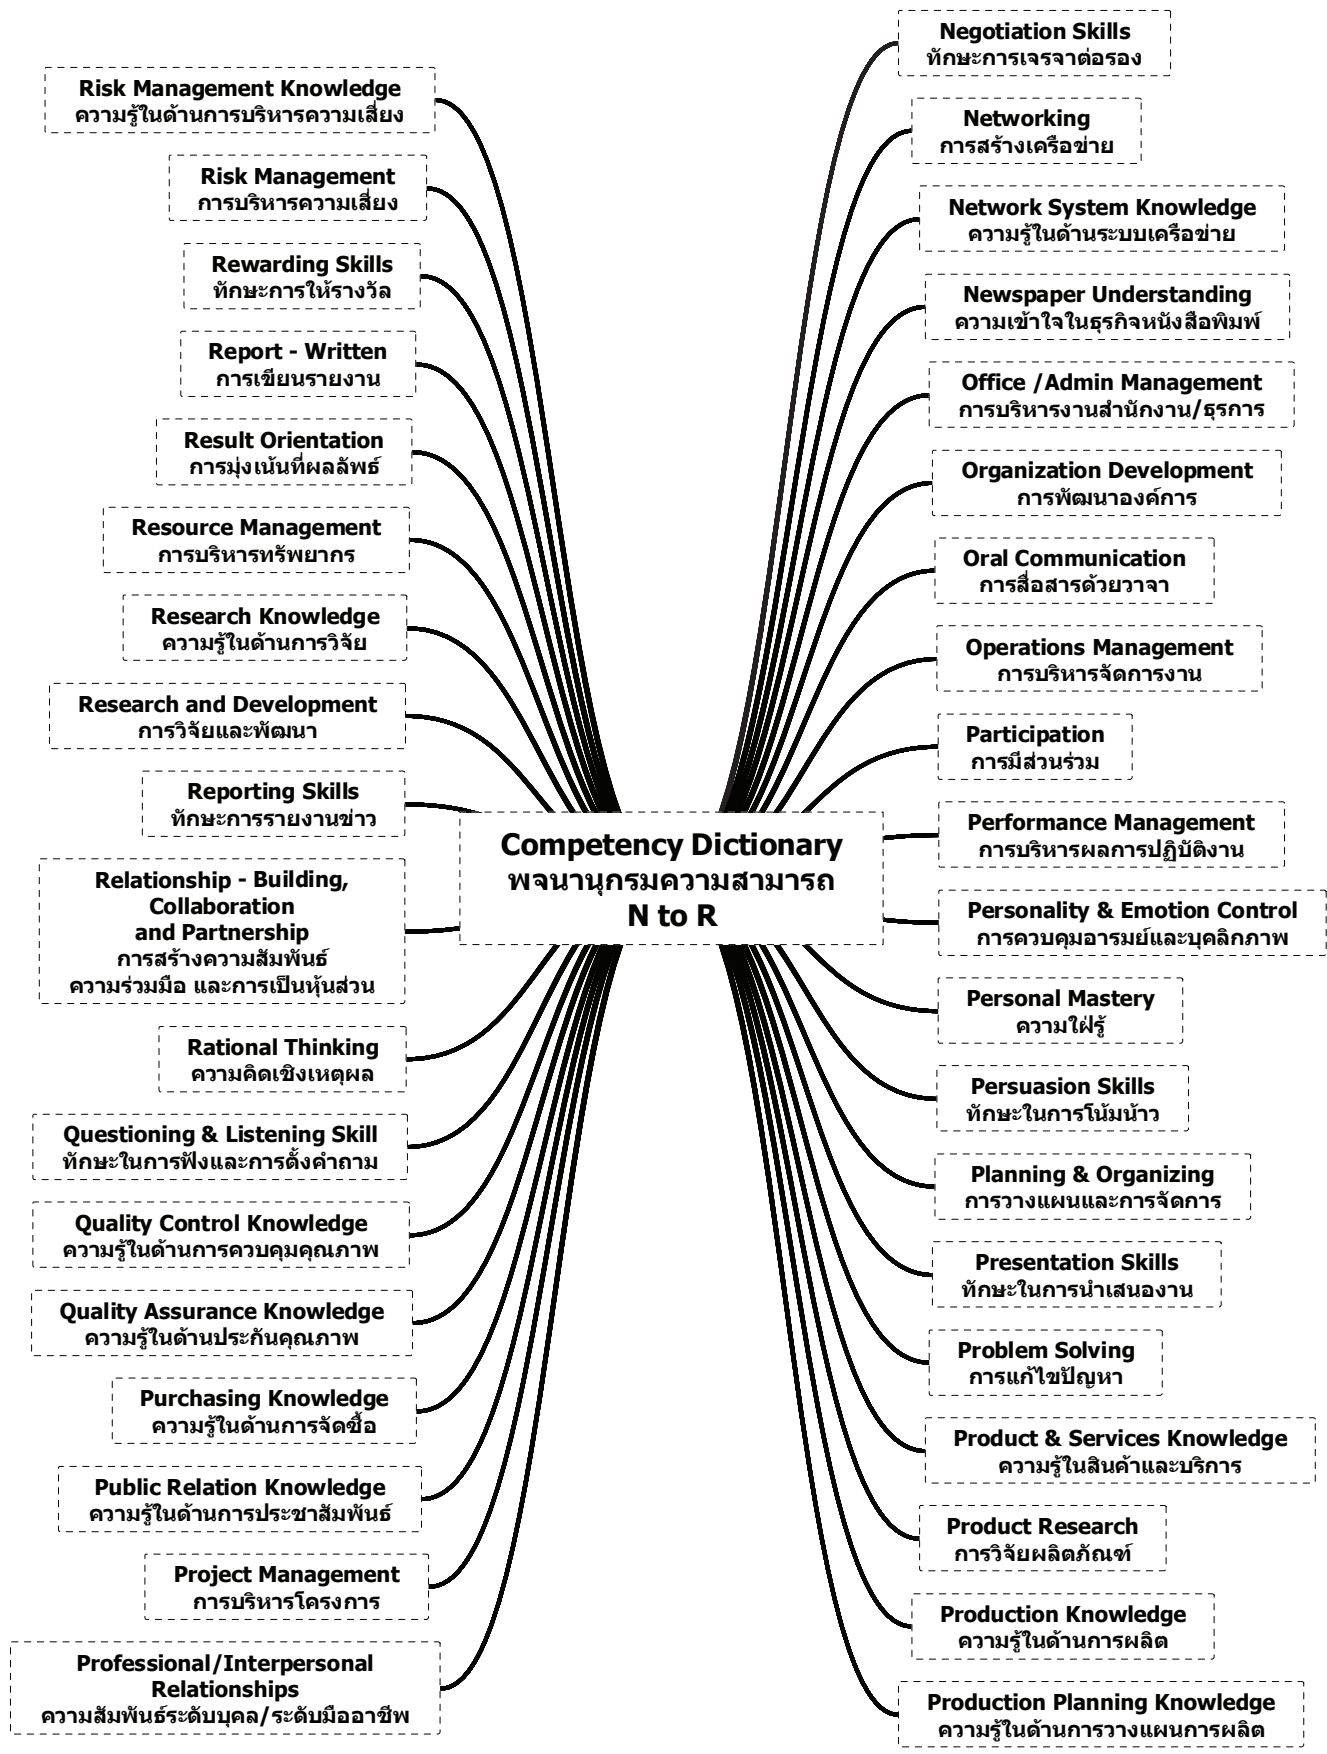 Competency Dictionary
พจนานุกรมความสามารถ
N to R
Negotiation Skills
ทักษะการเจรจาต่อรอง
Networking
การสร้างเครือข่าย
Network System Knowledge
ความรู้ในด้านระบบเครือข่าย
Newspaper Understanding
ความเข้าใจในธุรกิจหนังสือพิมพ์
Office /Admin Management
การบริหารงานสำนักงาน/ธุรการ
Organization Development
การพัฒนาองค์การ
Oral Communication
การสื่อสารด้วยวาจา
Operations Management
การบริหารจัดการงาน
Participation
การมีส่วนร่วม
Performance Management
การบริหารผลการปฏิบัติงาน
Personality & Emotion Control
การควบคุมอารมย์และบุคลิกภาพ
Personal Mastery
ความใฝ่รู้
Persuasion Skills
ทักษะในการโน้มน้าว
Planning & Organizing
การวางแผนและการจัดการ
Presentation Skills
ทักษะในการนำเสนองาน
Problem Solving
การแก้ไขปัญหา
Product & Services Knowledge
ความรู้ในสินค้าและบริการ
Product Research
การวิจัยผลิตภัณฑ์
Production Knowledge
ความรู้ในด้านการผลิต
Production Planning Knowledge
ความรู้ในด้านการวางแผนการผลิต
Risk Management Knowledge
ความรู้ในด้านการบริหารความเสี่ยง
Risk Management
การบริหารความเสี่ยง
Rewarding Skills
ทักษะการให้รางวัล
Report - Written
การเขียนรายงาน
Result Orientation
การมุ่งเน้นที่ผลลัพธ์
Resource Management
การบริหารทรัพยากร
Research Knowledge
ความรู้ในด้านการวิจัย
Research and Development
การวิจัยและพัฒนา
Reporting Skills
ทักษะการรายงานข่าว
Relationship - Building,
Collaboration
and Partnership
การสร้างความสัมพันธ์
ความร่วมมือ และการเป็นหุ้นส่วน
Rational Thinking
ความคิดเชิงเหตุผล
Questioning & Listening Skill
ทักษะในการฟังและการตั้งคำถาม
Quality Control Knowledge
ความรู้ในด้านการควบคุมคุณภาพ
Quality Assurance Knowledge
ความรู้ในด้านประกันคุณภาพ
Purchasing Knowledge
ความรู้ในด้านการจัดซื้อ
Public Relation Knowledge
ความรู้ในด้านการประชาสัมพันธ์
Project Management
การบริหารโครงการ
Professional/Interpersonal
Relationships
ความสัมพันธ์ระดับบุคล/ระดับมืออาชีพ